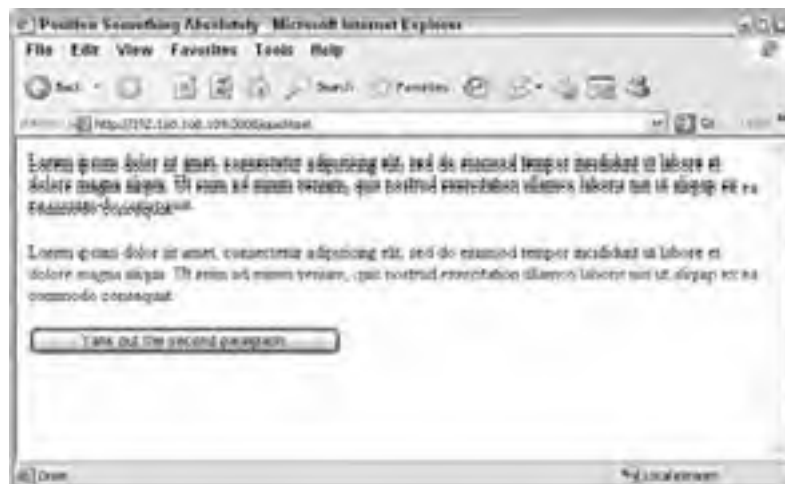 Position Something Absolutely - Microsoft Internet Explorer
File Edit View Favorites Tools Help
Back Search Favorites
Go
Lorem ipsum dolor sit amet, consectetur adipisicing elit, sed do eiusmod tempor incididunt ut labore et
dolore magna aliqua. Ut enim ad minim veniam, quis nostrud exercitation ullamco laboris nisi ut aliquip ex ea
commodo consequat.
Lorem ipsum dolor sit amet, consectetur adipisicing elit, sed do eiusmod tempor incididunt ut labore et
dolore magna aliqua. Ut enim ad minim veniam, quis nostrud exercitation ullamco laboris nisi ut aliquip ex ea
commodo consequat.
Yank out the second paragraph
Done Local intranet